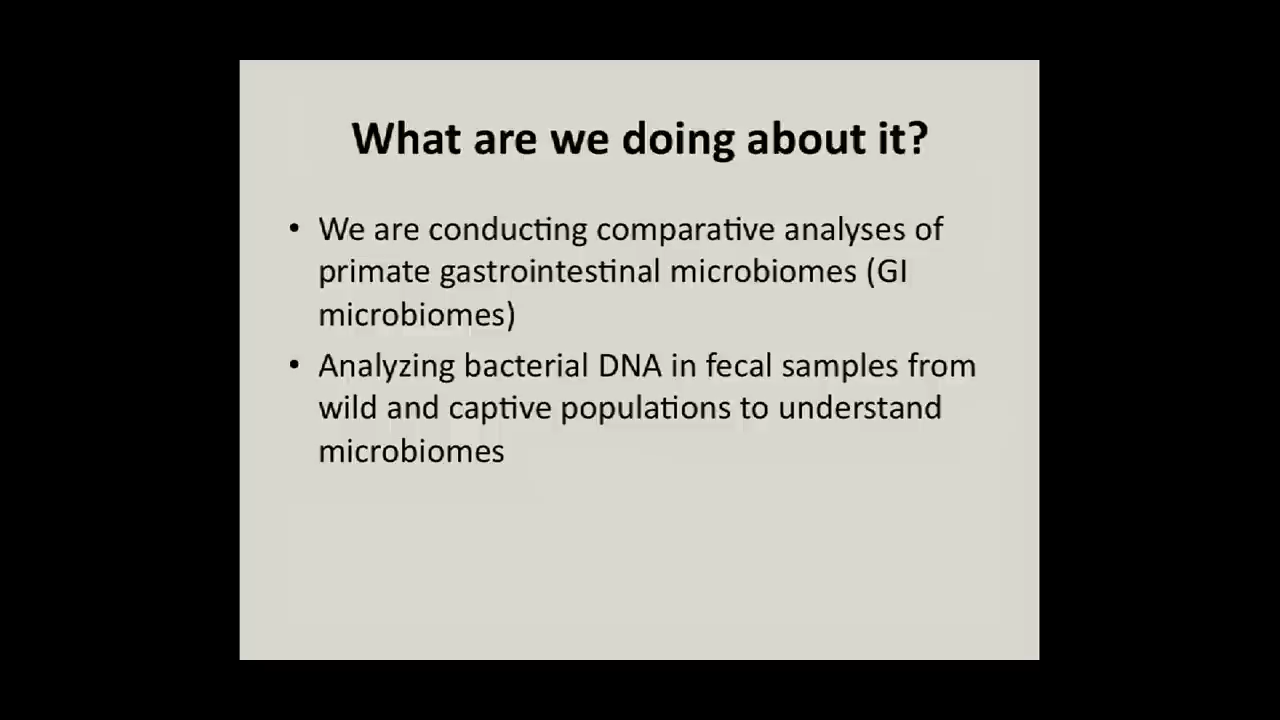 What are we doing about it?
• We are conducting comparative analyses of
primate gastrointestinal microbiomes (GI
microbiomes)
• Analyzing bacterial DNA in fecal samples from
wild and captive populations to understand
microbiomes